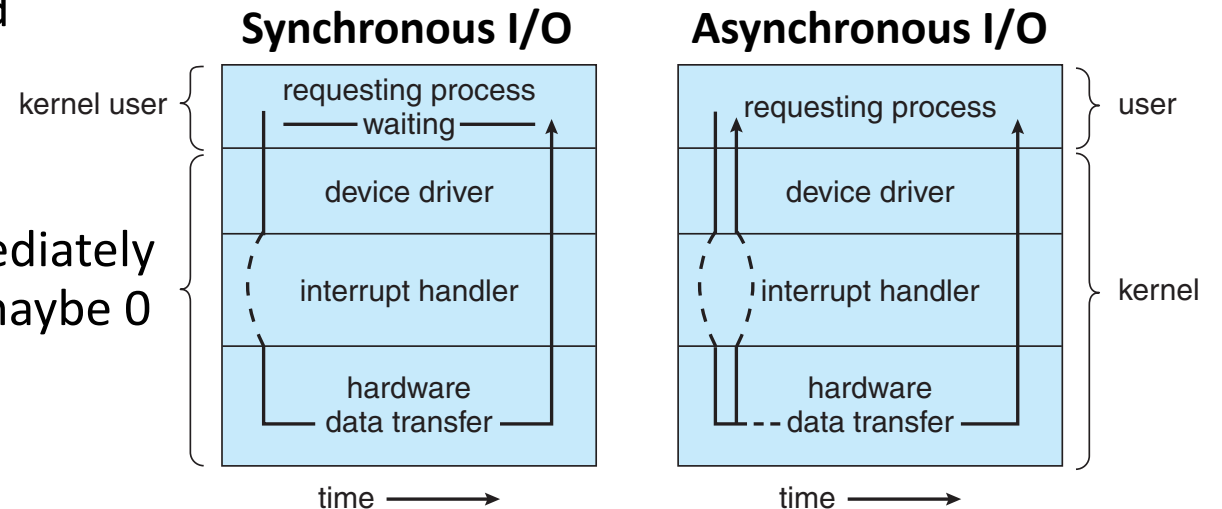 Synchronous I/O
Asynchronous I/O
kernel user
requesting process
waiting
device driver
interrupt handler
hardware
data transfer
time
requesting process
device driver
interrupt handler
hardware
data transfer
time
user
kernel
ediately
maybe 0